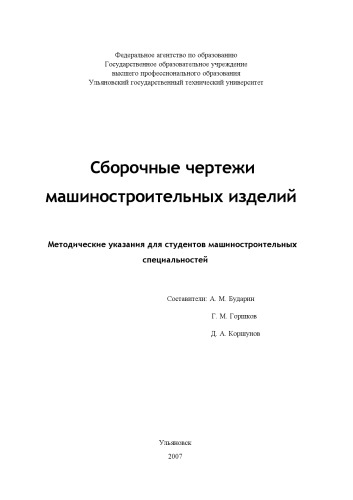 Федеральное агентство по образованию
Государственное образовательное учреждение
высшего профессионального образования
Ульяновский государственный технический университет
Сборочные чертежи
машиностроительных изделий
Методические указания для студентов машиностроительных
специальностей
Составители: А. М. Бударин
Г. М. Горшков
Д. А. Коршунов
Ульяновск
2007